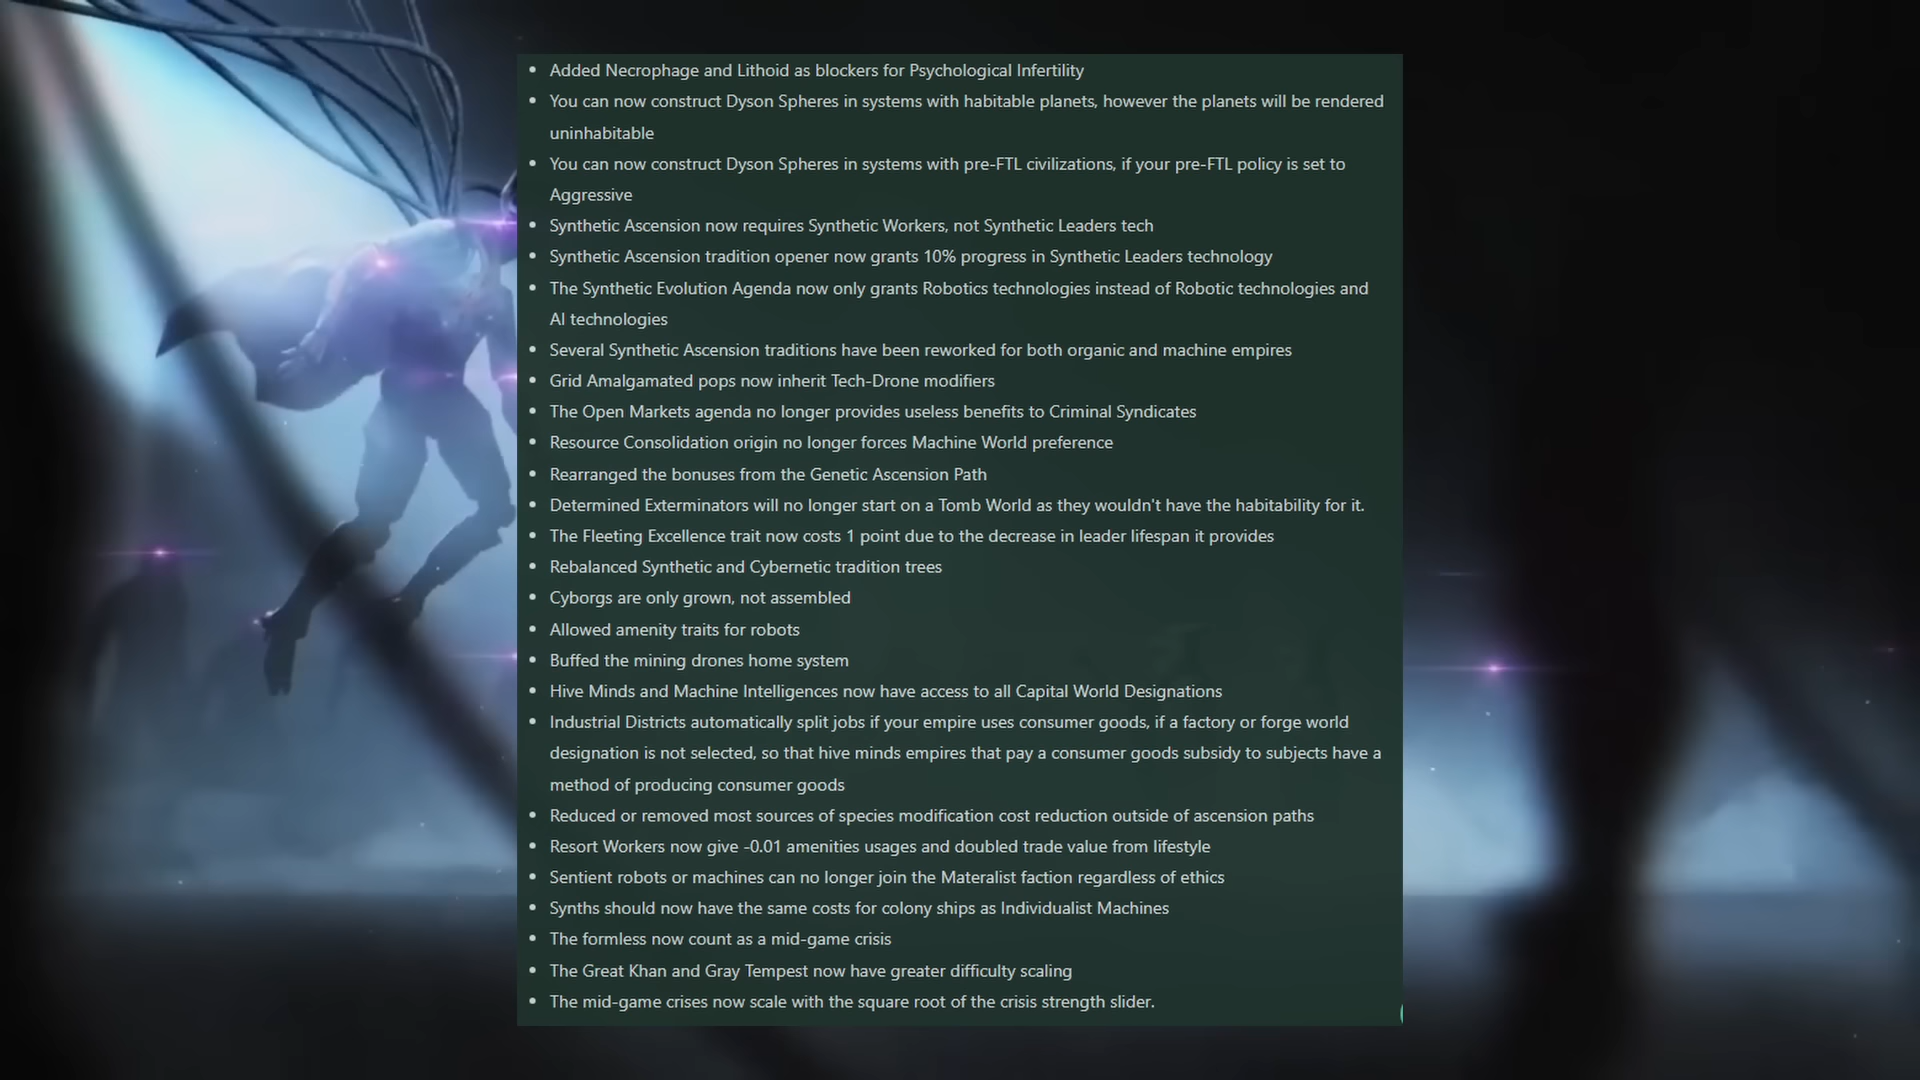 • Added Necrophage and Lithoid as blockers for Psychological Infertility
• You can now construct Dyson Spheres in systems with habitable planets, however the planets will be rendered
uninhabitable
• You can now construct Dyson Spheres in systems with pre-FTL civilizations, if your pre-FTL policy is set to
Aggressive
• Synthetic Ascension now requires Synthetic Workers, not Synthetic Leaders tech
• Synthetic Ascension tradition opener now grants 10% progress in Synthetic Leaders technology
• The Synthetic Evolution Agenda now only grants Robotics technologies instead of Robotic technologies and
AI technologies
• Several Synthetic Ascension traditions have been reworked for both organic and machine empires
• Grid Amalgamated pops now inherit Tech-Drone modifiers
• The Open Markets agenda no longer provides useless benefits to Criminal Syndicates
• Resource Consolidation origin no longer forces Machine World preference
• Rearranged the bonuses from the Genetic Ascension Path
• Determined Exterminators will no longer start on a Tomb World as they wouldn't have the habitability for it.
• The Fleeting Excellence trait now costs 1 point due to the decrease in leader lifespan it provides
• Rebalanced Synthetic and Cybernetic tradition trees
• Cyborgs are only grown, not assembled
• Allowed amenity traits for robots
• Buffed the mining drones home system
• Hive Minds and Machine Intelligences now have access to all Capital World Designations
• Industrial Districts automatically split jobs if your empire uses consumer goods, if a factory or forge world
designation is not selected, so that hive minds empires that pay a consumer goods subsidy to subjects have a
method of producing consumer goods
• Reduced or removed most sources of species modification cost reduction outside of ascension paths
• Resort Workers now give -0.01 amenities usages and doubled trade value from lifestyle
• Sentient robots or machines can no longer join the Materalist faction regardless of ethics
• Synths should now have the same costs for colony ships as Individualist Machines
• The formless now count as a mid-game crisis
• The Great Khan and Gray Tempest now have greater difficulty scaling
• The mid-game crises now scale with the square root of the crisis strength slider.